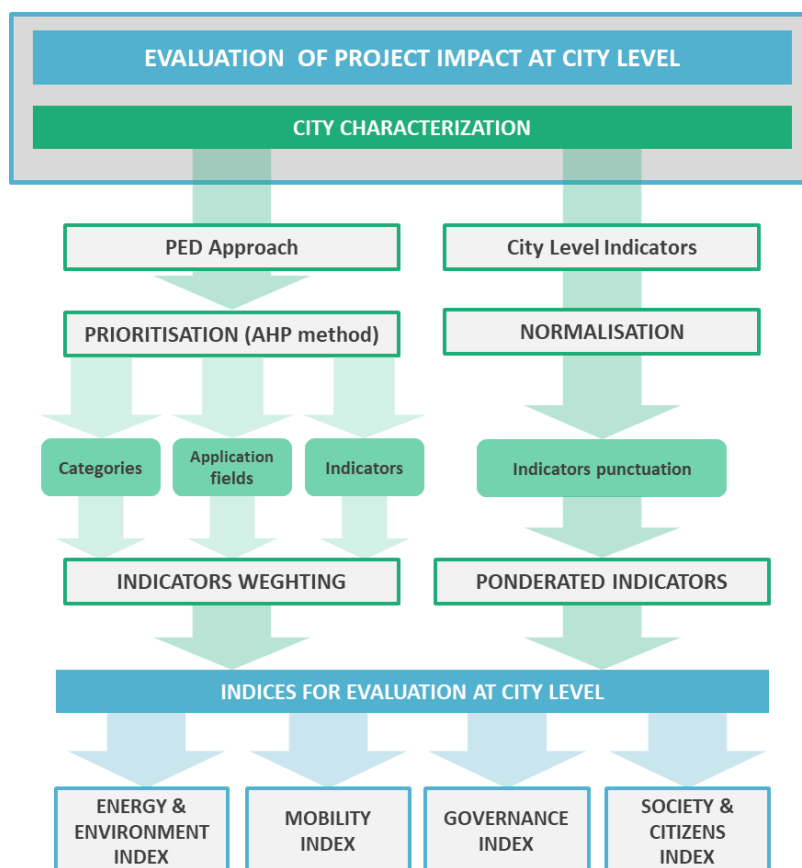 EVALUATION OF PROJECT IMPACT AT CITY LEVEL
CITY CHARACTERIZATION
PED Approach
City Level Indicators
PRIORITISATION (AHP method)
NORMALISATION
Categories
Application
fields
Indicators
Indicators punctuation
INDICATORS WEGHTING
PONDERATED INDICATORS
INDICES FOR EVALUATION AT CITY LEVEL
ENERGY &
ENVIRONMENT
INDEX
MOBILITY
INDEX
GOVERNANCE
INDEX
SOCIETY &
CITIZENS
INDEX